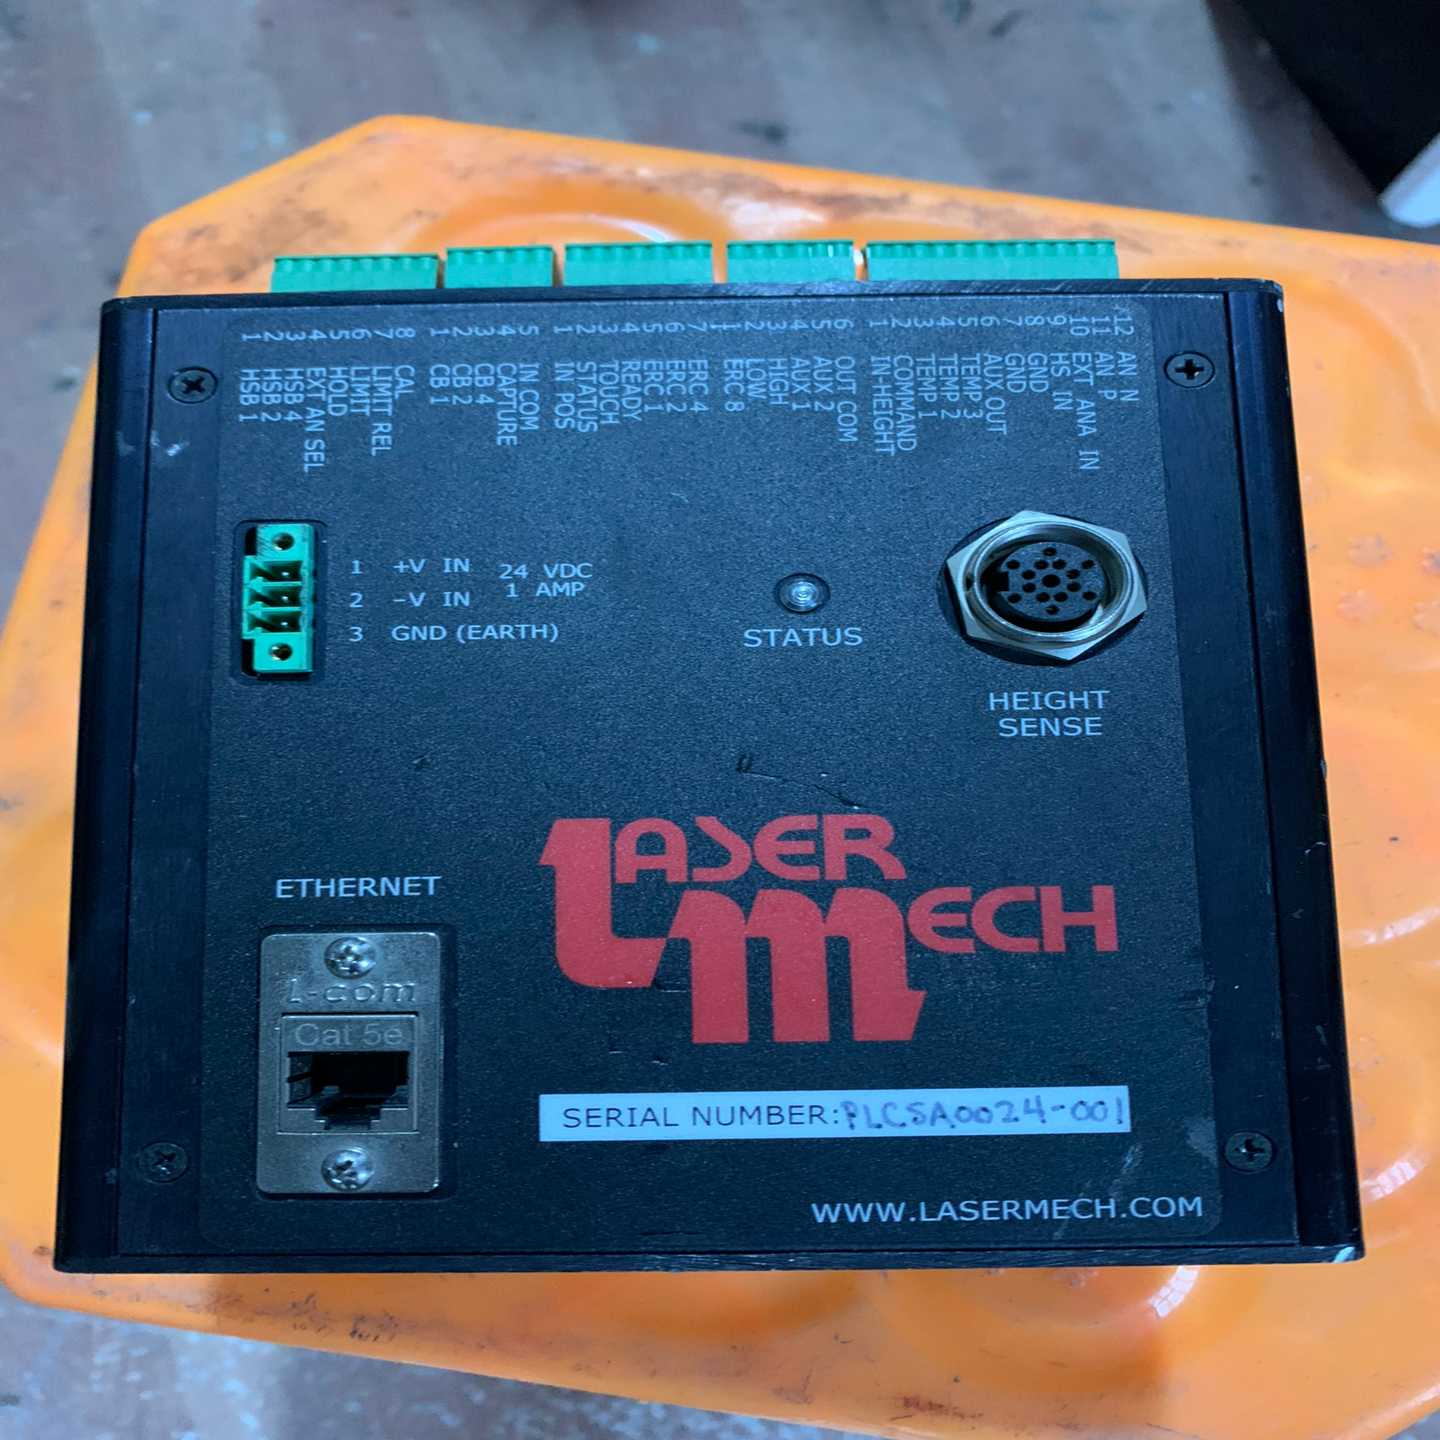 1 HSB 1
2 HSB 2
3 HSB 4
4 EXT AN SEL
5 HOLD
6 LIMIT
7 LIMIT REL
8 CAL
1 CB 1
2 CB 2
3 CB 4
4 CAPTURE
5 IN COM
1 IN POS
2 STATUS
3 TOUCH
4 READY
5 ERC 1
6 ERC 2
7 ERC 4
1 ERC 8
2 LOW
3 HIGH
4 AUX 1
5 AUX 2
6 OUT COM
1 IN-HEIGHT
2 COMMAND
3 TEMP 1
4 TEMP 2
5 TEMP 3
6 AUX OUT
7 GND
8 GND
9 HS IN
10 EXT ANA IN
11 AN P
12 AN N
1 +V IN 24 VDC
2 -V IN 1 AMP
3 GND (EARTH)
STATUS
HEIGHT
SENSE
LASER
MECH
ETHERNET
L-com
Cat 5e
SERIAL NUMBER: PLCSA0024-001
WWW.LASERMECH.COM